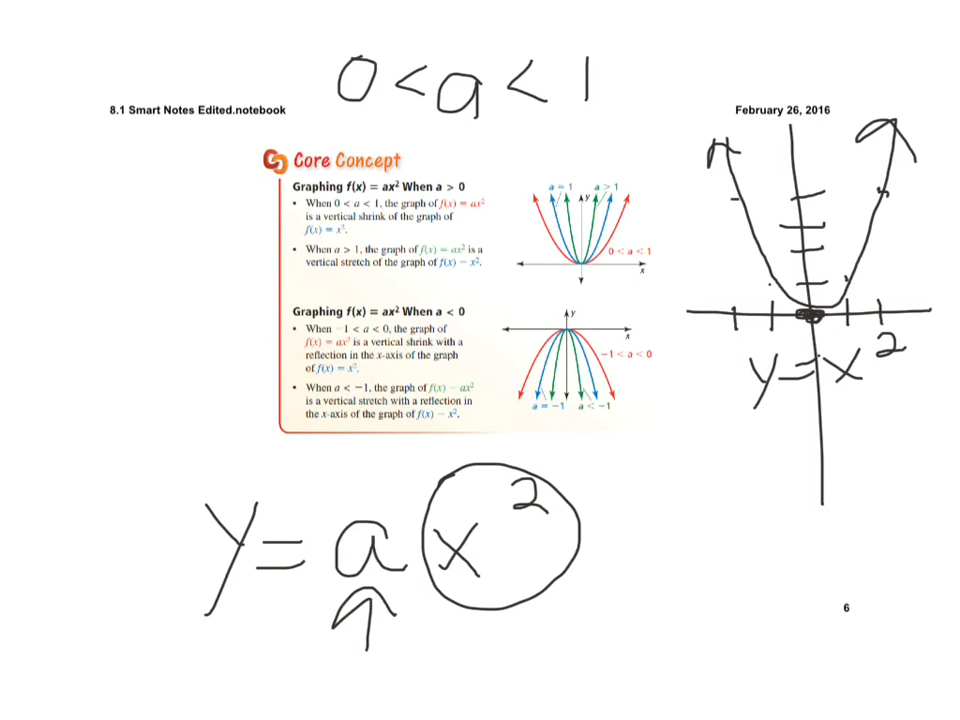 0 < a < 1
8.1 Smart Notes Edited.notebook
February 26, 2016
Core Concept
Graphing f(x) = ax² When a > 0
• When 0 < a < 1, the graph of f(x) = ax²
is a vertical shrink of the graph of
f(x) = x².
• When a > 1, the graph of f(x) = ax² is a
vertical stretch of the graph of f(x) = x².
a = 1 a > 1
y
0 < a < 1
x
Graphing f(x) = ax² When a < 0
• When −1 < a < 0, the graph of
f(x) = ax² is a vertical shrink with a
reflection in the x-axis of the graph
of f(x) = x².
• When a < −1, the graph of f(x) = ax²
is a vertical stretch with a reflection in
the x-axis of the graph of f(x) = x².
y
x
−1 < a < 0
a = −1 a < −1
y = x²
y = a x²
6